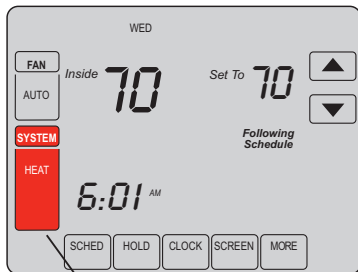 WED
FAN
AUTO
Inside 70
Set To 70
Following
Schedule
SYSTEM
HEAT
6:01 AM
SCHED HOLD CLOCK SCREEN MORE